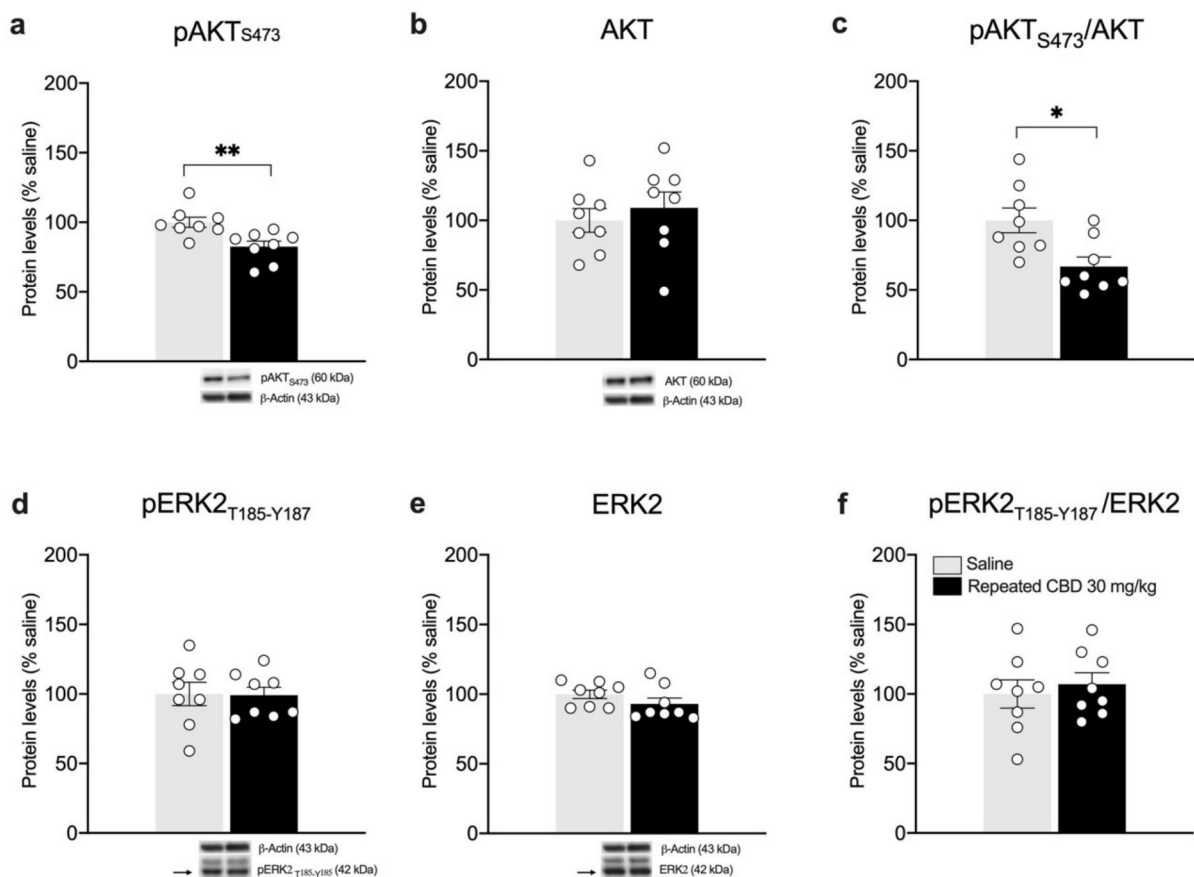 a
pAKTS473
200
150
100
50
0
Protein levels (% saline)
**
pAKTS473 (60 kDa)
β-Actin (43 kDa)
b
AKT
200
150
100
50
0
Protein levels (% saline)
AKT (60 kDa)
β-Actin (43 kDa)
c
pAKTS473/AKT
200
150
100
50
0
Protein levels (% saline)
*
d
pERK2T185-Y187
200
150
100
50
0
Protein levels (% saline)
β-Actin (43 kDa)
pERK2 T185-Y185 (42 kDa)
e
ERK2
200
150
100
50
0
Protein levels (% saline)
β-Actin (43 kDa)
ERK2 (42 kDa)
f
pERK2T185-Y187/ERK2
200
150
100
50
0
Protein levels (% saline)
Saline
Repeated CBD 30 mg/kg